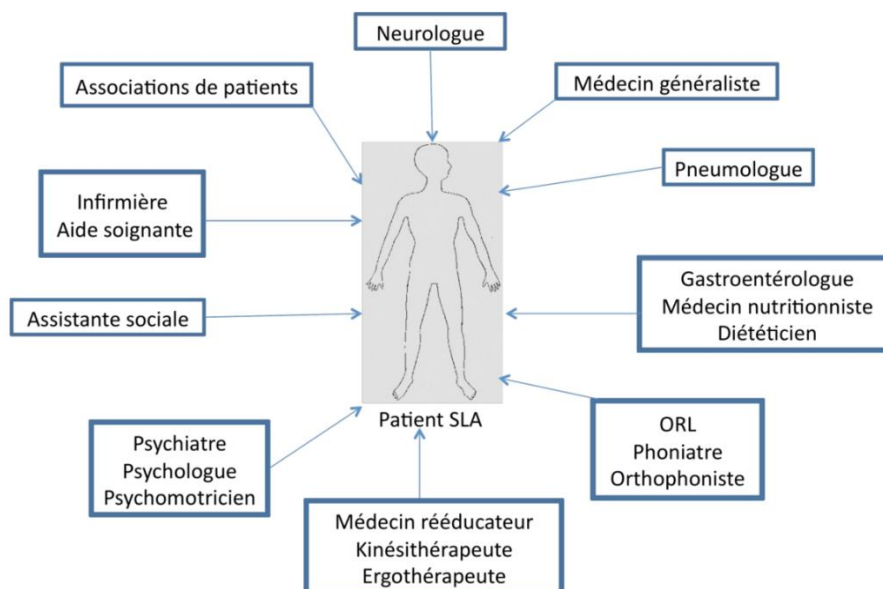 Neurologue
Associations de patients
Médecin généraliste
Pneumologue
Infirmière
Aide soignante
Gastroentérologue
Médecin nutritionniste
Diététicien
Assistante sociale
Patient SLA
ORL
Phoniatre
Orthophoniste
Psychiatre
Psychologue
Psychomotricien
Médecin rééducateur
Kinésithérapeute
Ergothérapeute